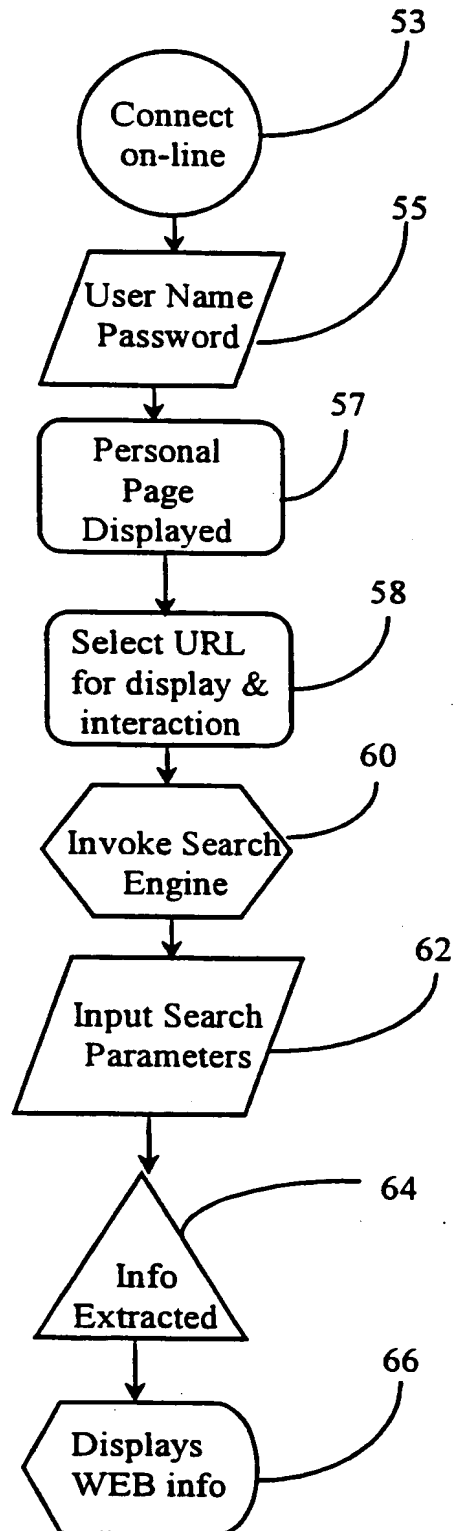 53
Connect
on-line
55
User Name
Password
57
Personal
Page
Displayed
58
Select URL
for display &
interaction
60
Invoke Search
Engine
62
Input Search
Parameters
64
Info
Extracted
66
Displays
WEB info